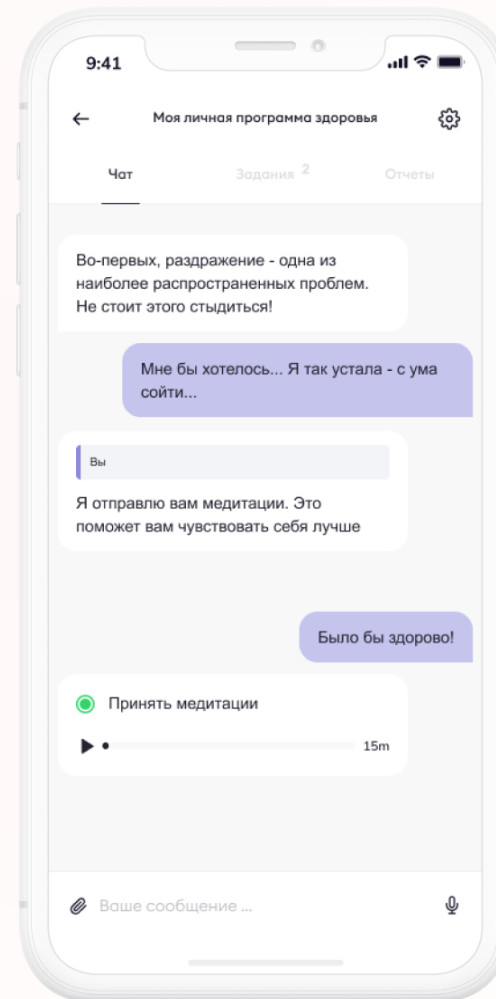 9:41
Моя личная программа здоровья
Чат
Задания 2
Отчеты
Во-первых, раздражение - одна из
наиболее распространенных проблем.
Не стоит этого стыдиться!
Мне бы хотелось... Я так устала - с ума
сойти...
Вы
Я отправлю вам медитации. Это
поможет вам чувствовать себя лучше
Было бы здорово!
Принять медитации
15m
Ваше сообщение ...